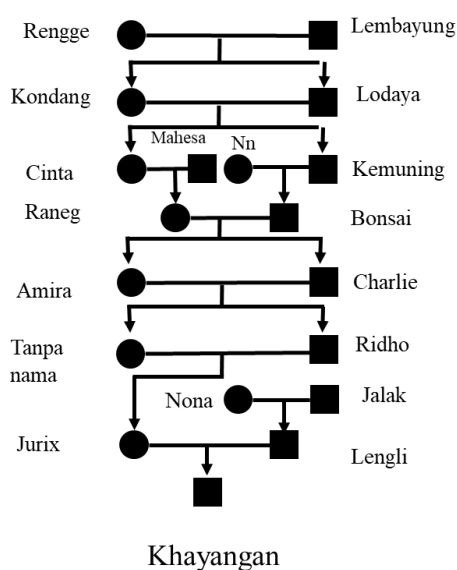 Rengge
Lembayung
Kondang
Lodaya
Mahesa
Nn
Cinta
Kemuning
Raneg
Bonsai
Amira
Charlie
Tanpa
nama
Ridho
Nona
Jalak
Jurix
Lengli
Khayangan